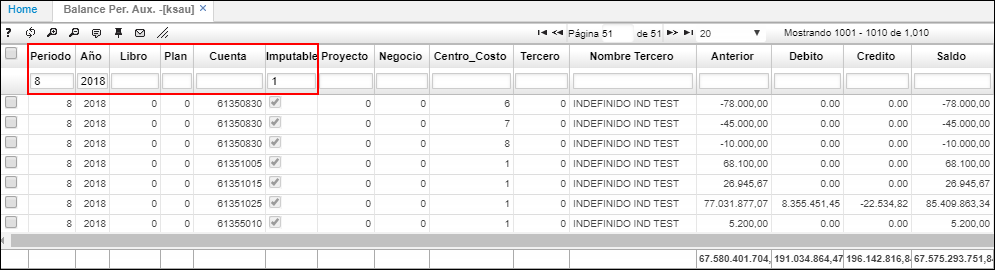 Home Balance Per. Aux. -[ksau] ✕
? Página 51 de 51 20 Mostrando 1001 - 1010 de 1,010
Periodo Año Libro Plan Cuenta Imputable Proyecto Negocio Centro_Costo Tercero Nombre Tercero Anterior Debito Credito Saldo
8 2018 1
8 2018 0 0 61350830 0 0 6 0 INDEFINIDO IND TEST -78.000,00 0.00 0.00 -78.000,00
8 2018 0 0 61350830 0 0 7 0 INDEFINIDO IND TEST -45.000,00 0.00 0.00 -45.000,00
8 2018 0 0 61350830 0 0 8 0 INDEFINIDO IND TEST -10.000,00 0.00 0.00 -10.000,00
8 2018 0 0 61351005 0 0 1 0 INDEFINIDO IND TEST 68.100,00 0.00 0.00 68.100,00
8 2018 0 0 61351015 0 0 1 0 INDEFINIDO IND TEST 26.945,67 0.00 0.00 26.945,67
8 2018 0 0 61351025 0 0 1 0 INDEFINIDO IND TEST 77.031.877,07 8.355.451,45 -22.534,82 85.409.863,34
8 2018 0 0 61355010 0 0 1 0 INDEFINIDO IND TEST 5.200,00 0.00 0.00 5.200,00
67.580.401.704, 191.034.864,47 196.142.816,8 67.575.293.751,8